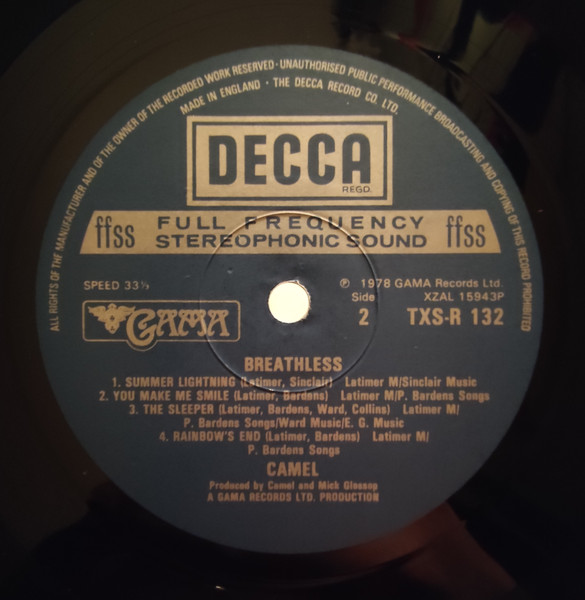 ALL RIGHTS OF THE MANUFACTURER AND OF THE OWNER OF THE RECORDED WORK RESERVED · UNAUTHORISED PUBLIC PERFORMANCE BROADCASTING AND COPYING OF THIS RECORD PROHIBITED
MADE IN ENGLAND · THE DECCA RECORD CO. LTD.
DECCA
REGD.
ffss FULL FREQUENCY STEREOPHONIC SOUND ffss
SPEED 33⅓
GAMA
℗ 1978 GAMA Records Ltd.
Side XZAL 15943P
2 TXS-R 132
BREATHLESS
1. SUMMER LIGHTNING (Latimer, Sinclair) Latimer M/Sinclair Music
2. YOU MAKE ME SMILE (Latimer, Bardens) Latimer M/P. Bardens Songs
3. THE SLEEPER (Latimer, Bardens, Ward, Collins) Latimer M/
P. Bardens Songs/Ward Music/E. G. Music
4. RAINBOW'S END (Latimer, Bardens) Latimer M/
P. Bardens Songs
CAMEL
Produced by Camel and Mick Glossop
A GAMA RECORDS LTD. PRODUCTION